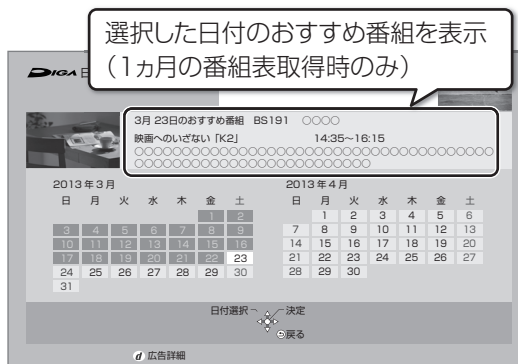 選択した日付のおすすめ番組を表示
(1ヵ月の番組表取得時のみ)
DIGA 日
3月 23日のおすすめ番組 BS191 ○○○○
映画へのいざない「K2」 14:35~16:15
○○○○○○○○○○○○○○○○○○○○○○○○○○○○○○○○○○○
○○○○○○○○○○○○○○○○○○○○○○○
2013年3月
日 月 火 水 木 金 土
1 2
3 4 5 6 7 8 9
10 11 12 13 14 15 16
17 18 19 20 21 22 23
24 25 26 27 28 29 30
31
2013年4月
日 月 火 水 木 金 土
1 2 3 4 5 6
7 8 9 10 11 12 13
14 15 16 17 18 19 20
21 22 23 24 25 26 27
28 29 30
日付選択 決定
戻る
d 広告詳細